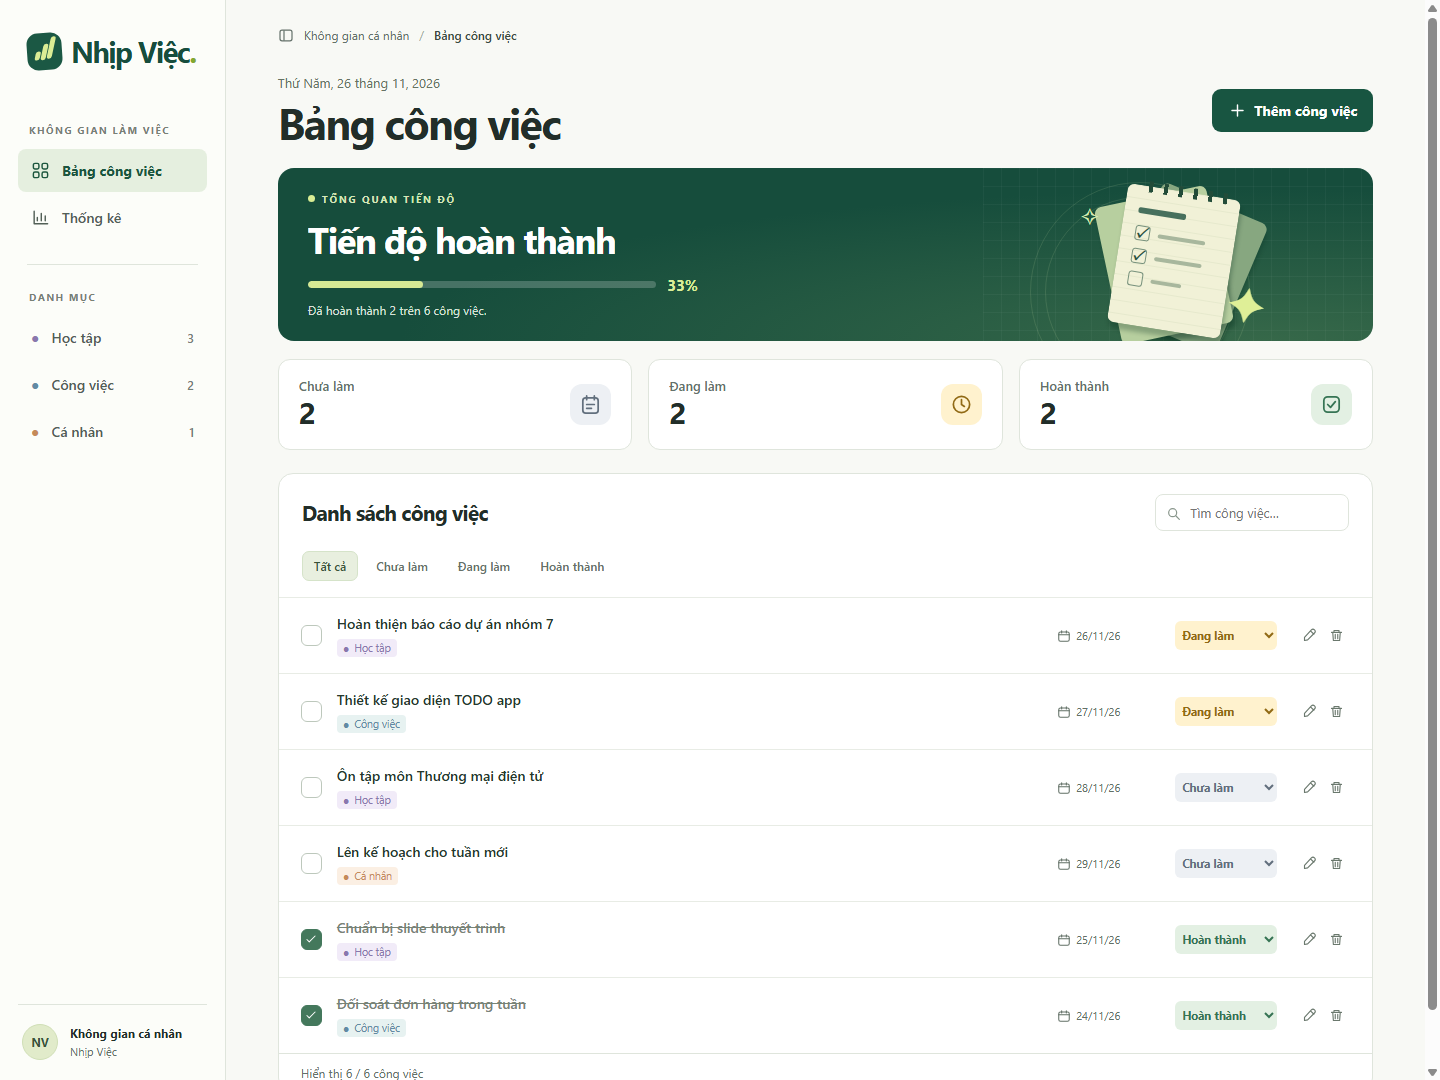 Nhịp Việc.
KHÔNG GIAN LÀM VIỆC
Bảng công việc
Thống kê
DANH MỤC
Học tập 3
Công việc 2
Cá nhân 1
NV
Không gian cá nhân
Nhịp Việc
Không gian cá nhân / Bảng công việc
Thứ Năm, 26 tháng 11, 2026
Bảng công việc
Thêm công việc
TỔNG QUAN TIẾN ĐỘ
Tiến độ hoàn thành
33%
Đã hoàn thành 2 trên 6 công việc.
Chưa làm
2
Đang làm
2
Hoàn thành
2
Danh sách công việc
Tìm công việc...
Tất cả Chưa làm Đang làm Hoàn thành
Hoàn thiện báo cáo dự án nhóm 7
Học tập
26/11/26 Đang làm
Thiết kế giao diện TODO app
Công việc
27/11/26 Đang làm
Ôn tập môn Thương mại điện tử
Học tập
28/11/26 Chưa làm
Lên kế hoạch cho tuần mới
Cá nhân
29/11/26 Chưa làm
Chuẩn bị slide thuyết trình
Học tập
25/11/26 Hoàn thành
Đối soát đơn hàng trong tuần
Công việc
24/11/26 Hoàn thành
Hiển thị 6 / 6 công việc